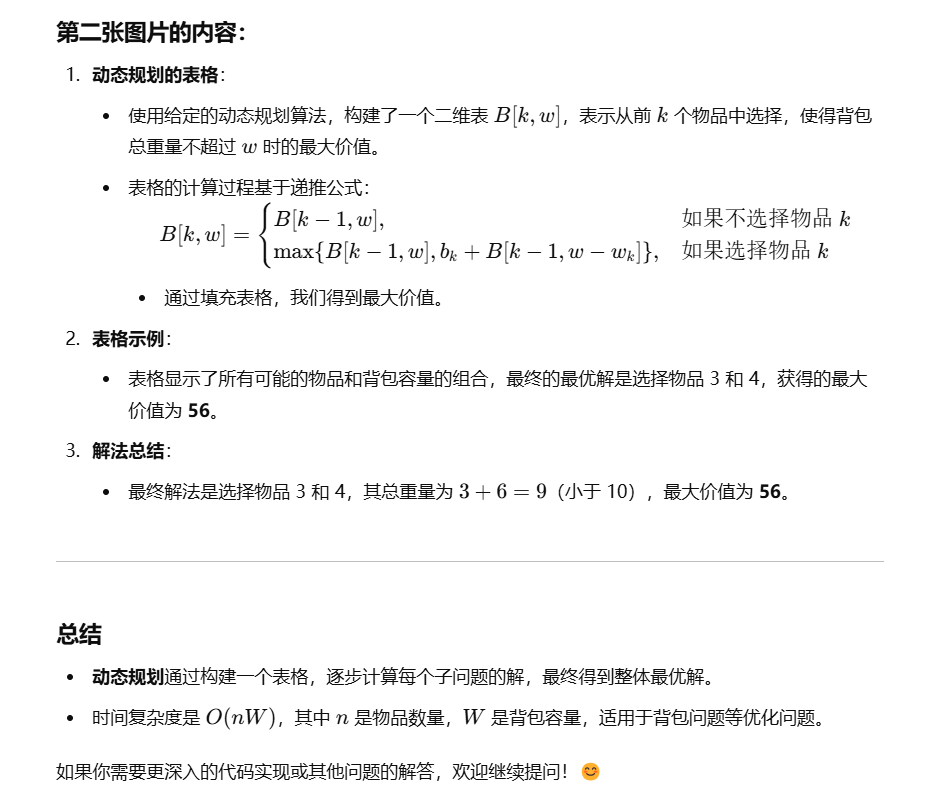 第二张图片的内容：
1. 动态规划的表格：
• 使用给定的动态规划算法，构建了一个二维表 B[k, w]，表示从前 k 个物品中选择，使得背包
总重量不超过 w 时的最大价值。
• 表格的计算过程基于递推公式：
B[k, w] = { B[k − 1, w], 如果不选择物品 k
max{B[k − 1, w], b_k + B[k − 1, w − w_k]}, 如果选择物品 k
• 通过填充表格，我们得到最大价值。
2. 表格示例：
• 表格显示了所有可能的物品和背包容量的组合，最终的最优解是选择物品 3 和 4，获得的最大
价值为 56。
3. 解法总结：
• 最终解法是选择物品 3 和 4，其总重量为 3 + 6 = 9（小于 10），最大价值为 56。
总结
• 动态规划通过构建一个表格，逐步计算每个子问题的解，最终得到整体最优解。
• 时间复杂度是 O(nW)，其中 n 是物品数量，W 是背包容量，适用于背包问题等优化问题。
如果你需要更深入的代码实现或其他问题的解答，欢迎继续提问！😊